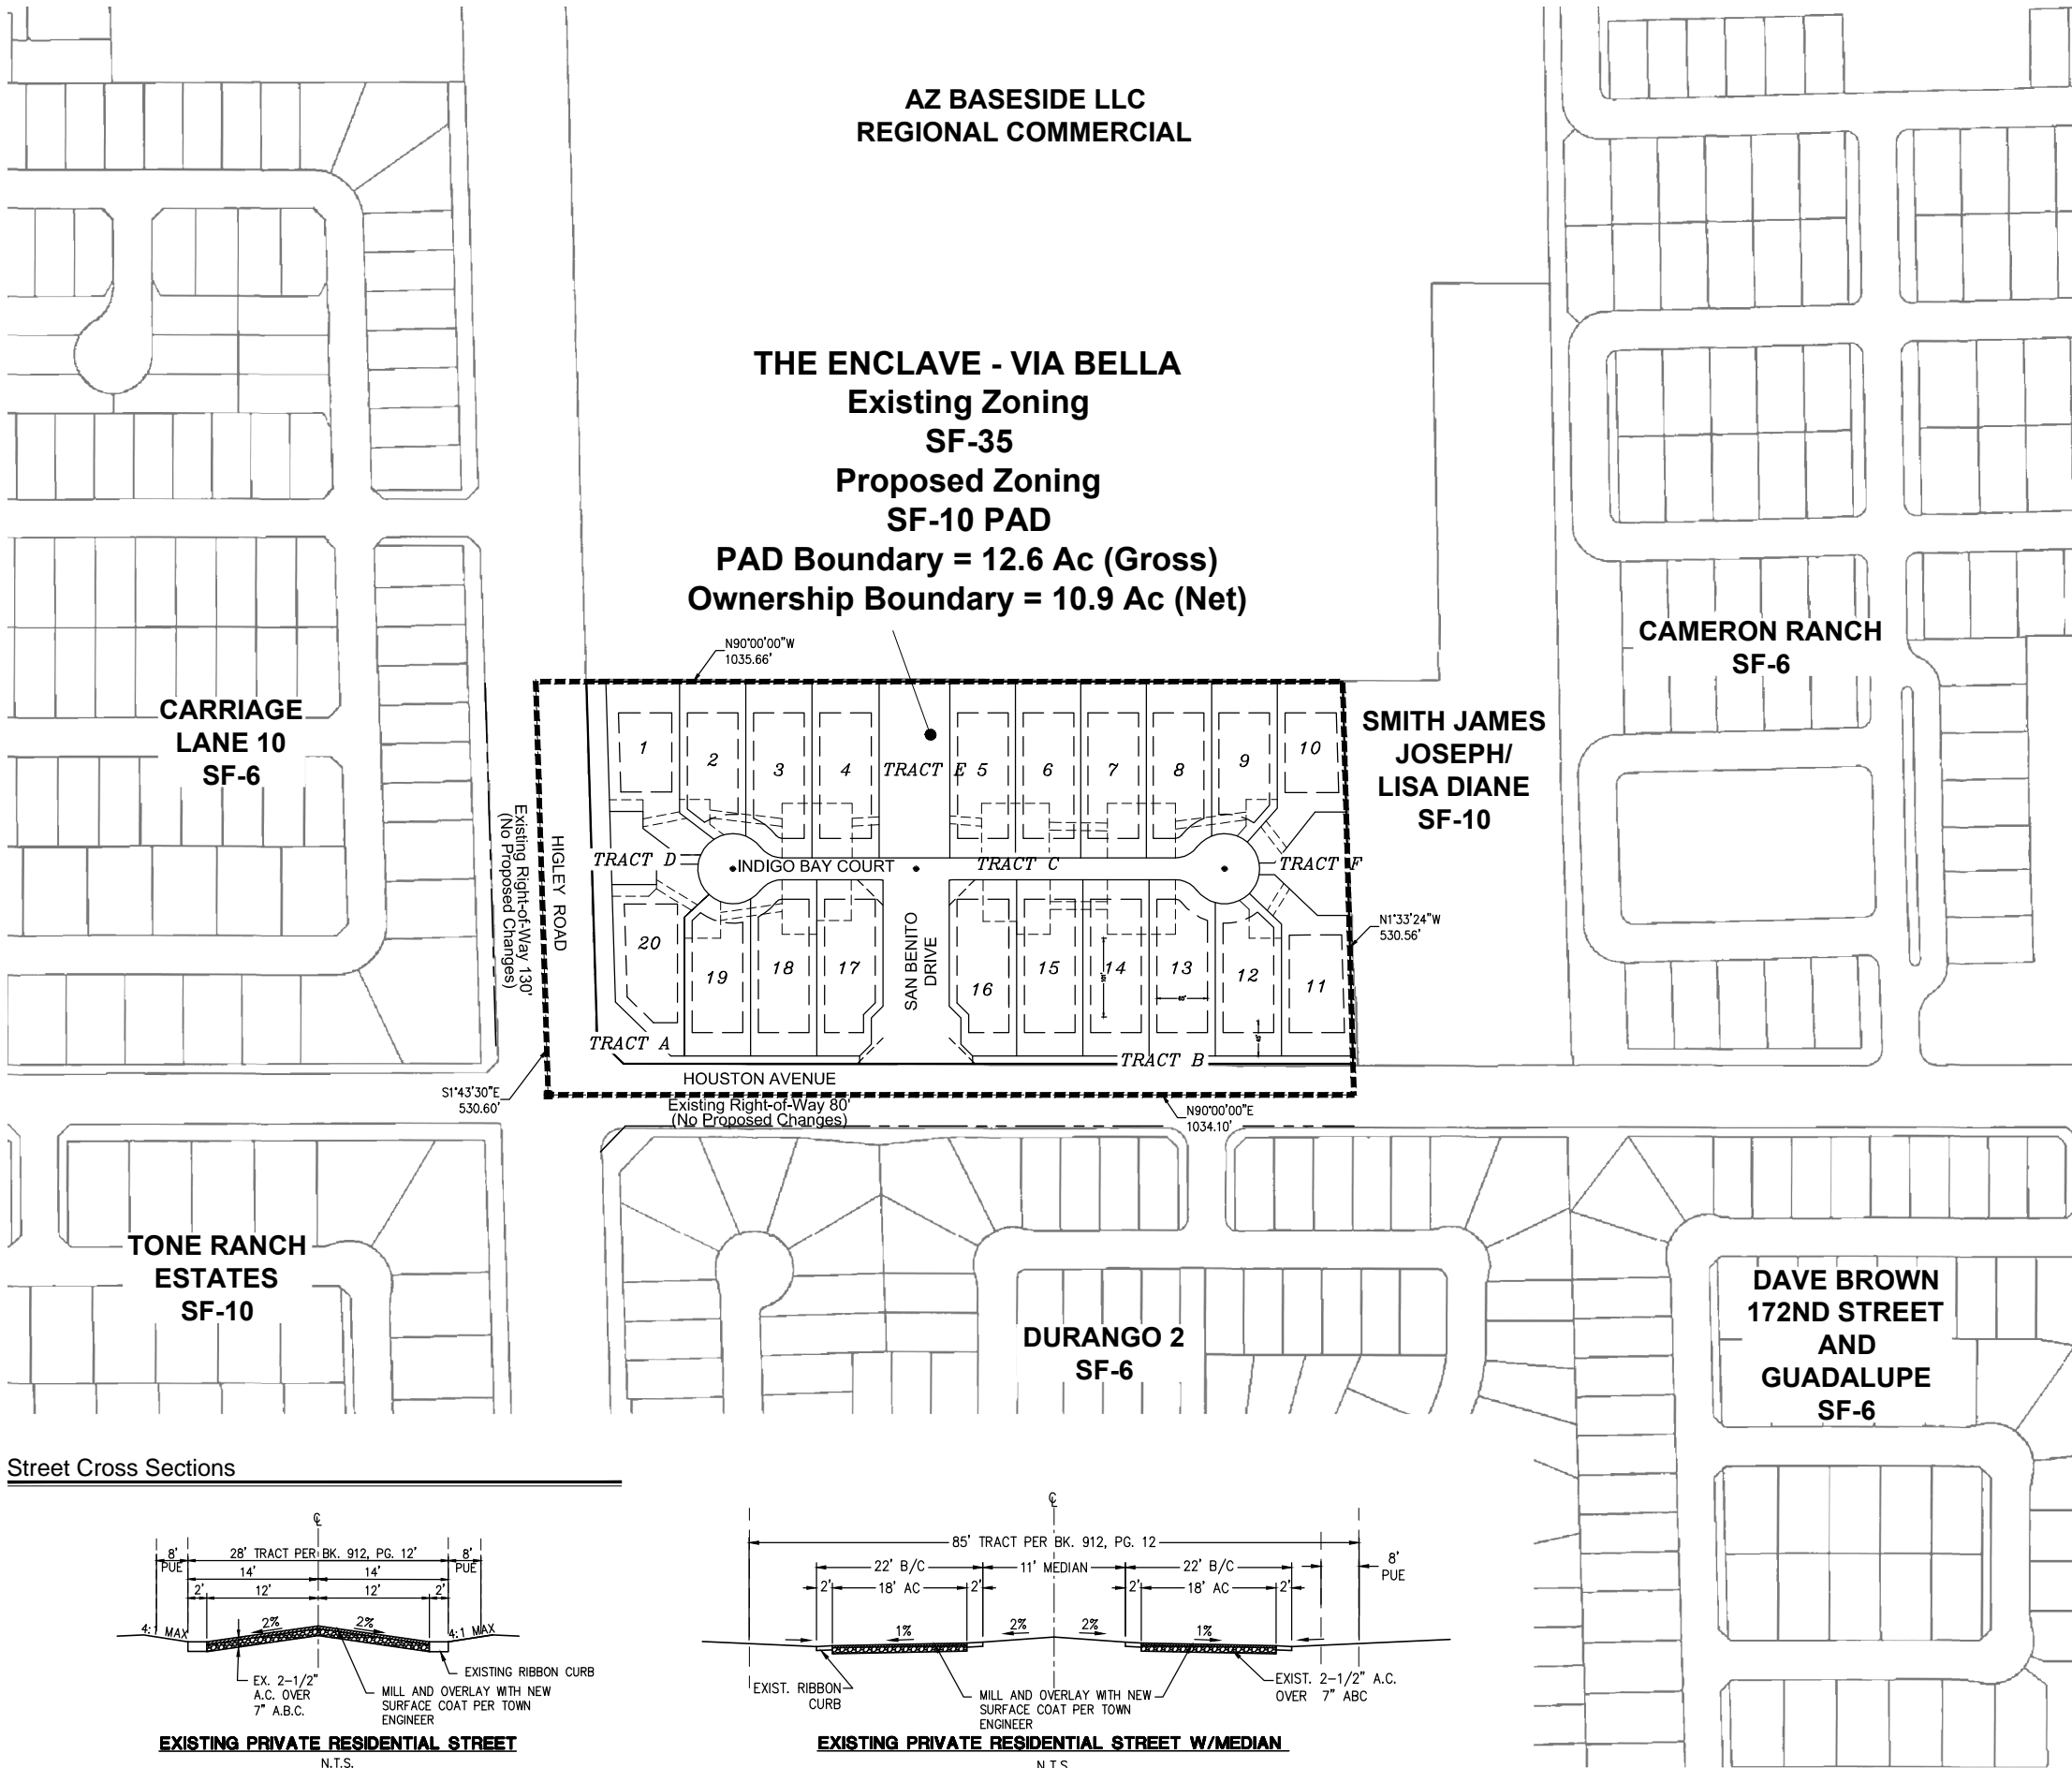 AZ BASESIDE LLC
REGIONAL COMMERCIAL
THE ENCLAVE - VIA BELLA
Existing Zoning
SF-35
Proposed Zoning
SF-10 PAD
PAD Boundary = 12.6 Ac (Gross)
Ownership Boundary = 10.9 Ac (Net)
N90°00'00"W
1035.66'
CARRIAGE
LANE 10
SF-6
CAMERON RANCH
SF-6
SMITH JAMES
JOSEPH/
LISA DIANE
SF-10
1
2
3
4
TRACT E
5
6
7
8
9
10
Existing Right-of-Way 130'
(No Proposed Changes)
HIGLEY ROAD
TRACT D
INDIGO BAY COURT
TRACT C
TRACT F
N1°33'24"W
530.56'
20
19
18
17
SAN BENITO
DRIVE
16
15
14
13
12
11
TRACT A
TRACT B
HOUSTON AVENUE
S1°43'30"E
530.60'
Existing Right-of-Way 80'
(No Proposed Changes)
N90°00'00"E
1034.10'
TONE RANCH
ESTATES
SF-10
DURANGO 2
SF-6
DAVE BROWN
172ND STREET
AND
GUADALUPE
SF-6
Street Cross Sections
℄
8'
PUE
28' TRACT PER BK. 912, PG. 12'
8'
PUE
14'
14'
2'
12'
12'
2'
4:1 MAX
2%
2%
4:1 MAX
EX. 2-1/2"
A.C. OVER
7" A.B.C.
EXISTING RIBBON CURB
MILL AND OVERLAY WITH NEW
SURFACE COAT PER TOWN
ENGINEER
EXISTING PRIVATE RESIDENTIAL STREET
N.T.S.
℄
85' TRACT PER BK. 912, PG. 12
22' B/C
11' MEDIAN
22' B/C
8'
PUE
2'
18' AC
2'
2'
18' AC
2'
1%
2%
2%
1%
EXIST. RIBBON
CURB
MILL AND OVERLAY WITH NEW
SURFACE COAT PER TOWN
ENGINEER
EXIST. 2-1/2" A.C.
OVER 7" ABC
EXISTING PRIVATE RESIDENTIAL STREET W/MEDIAN
N.T.S.